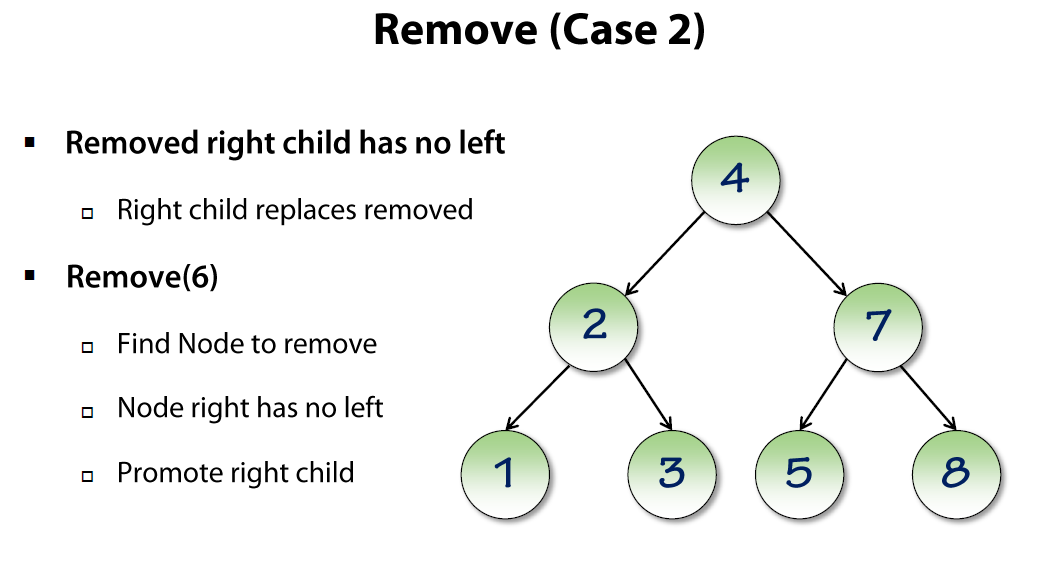 Remove (Case 2)
Removed right child has no left
Right child replaces removed
Remove(6)
Find Node to remove
Node right has no left
Promote right child
4
2
7
1
3
5
8